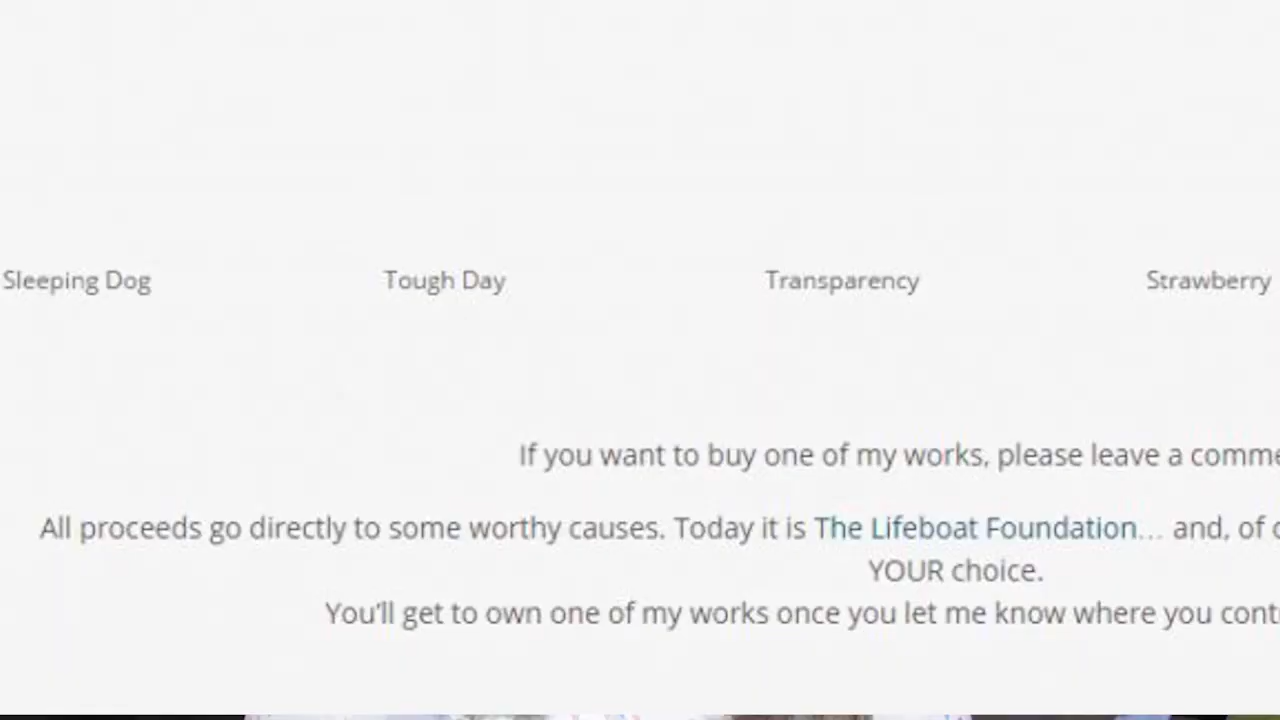 Sleeping Dog Tough Day Transparency Strawberry
If you want to buy one of my works, please leave a comme
All proceeds go directly to some worthy causes. Today it is The Lifeboat Foundation... and, of
YOUR choice.
You'll get to own one of my works once you let me know where you cont